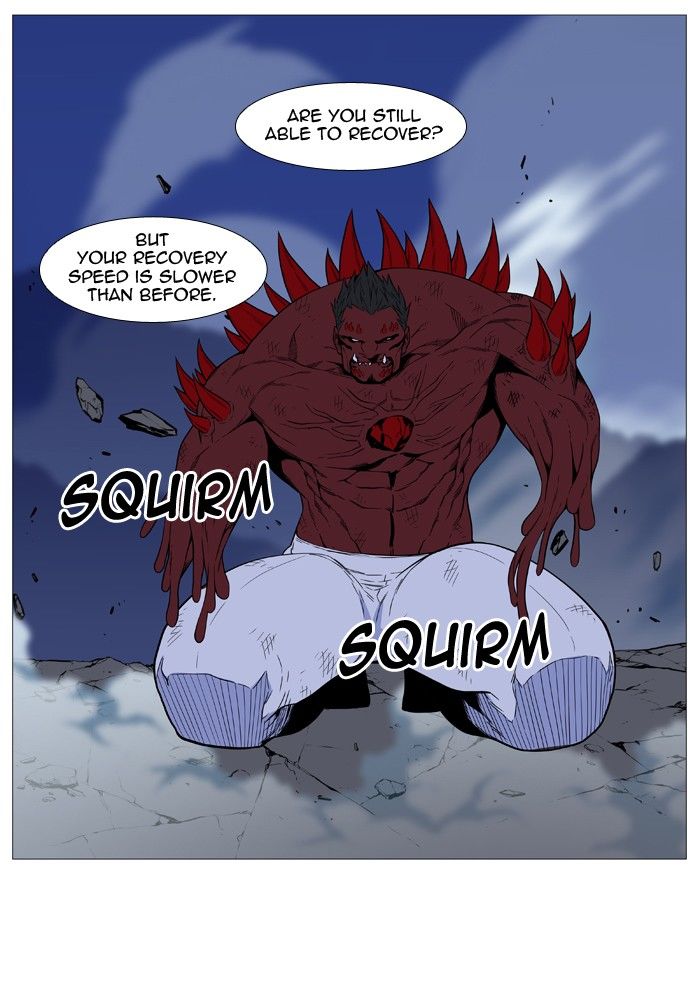 ARE YOU STILL
ABLE TO RECOVER?
BUT
YOUR RECOVERY
SPEED IS SLOWER
THAN BEFORE.
SQUIRM
SQUIRM